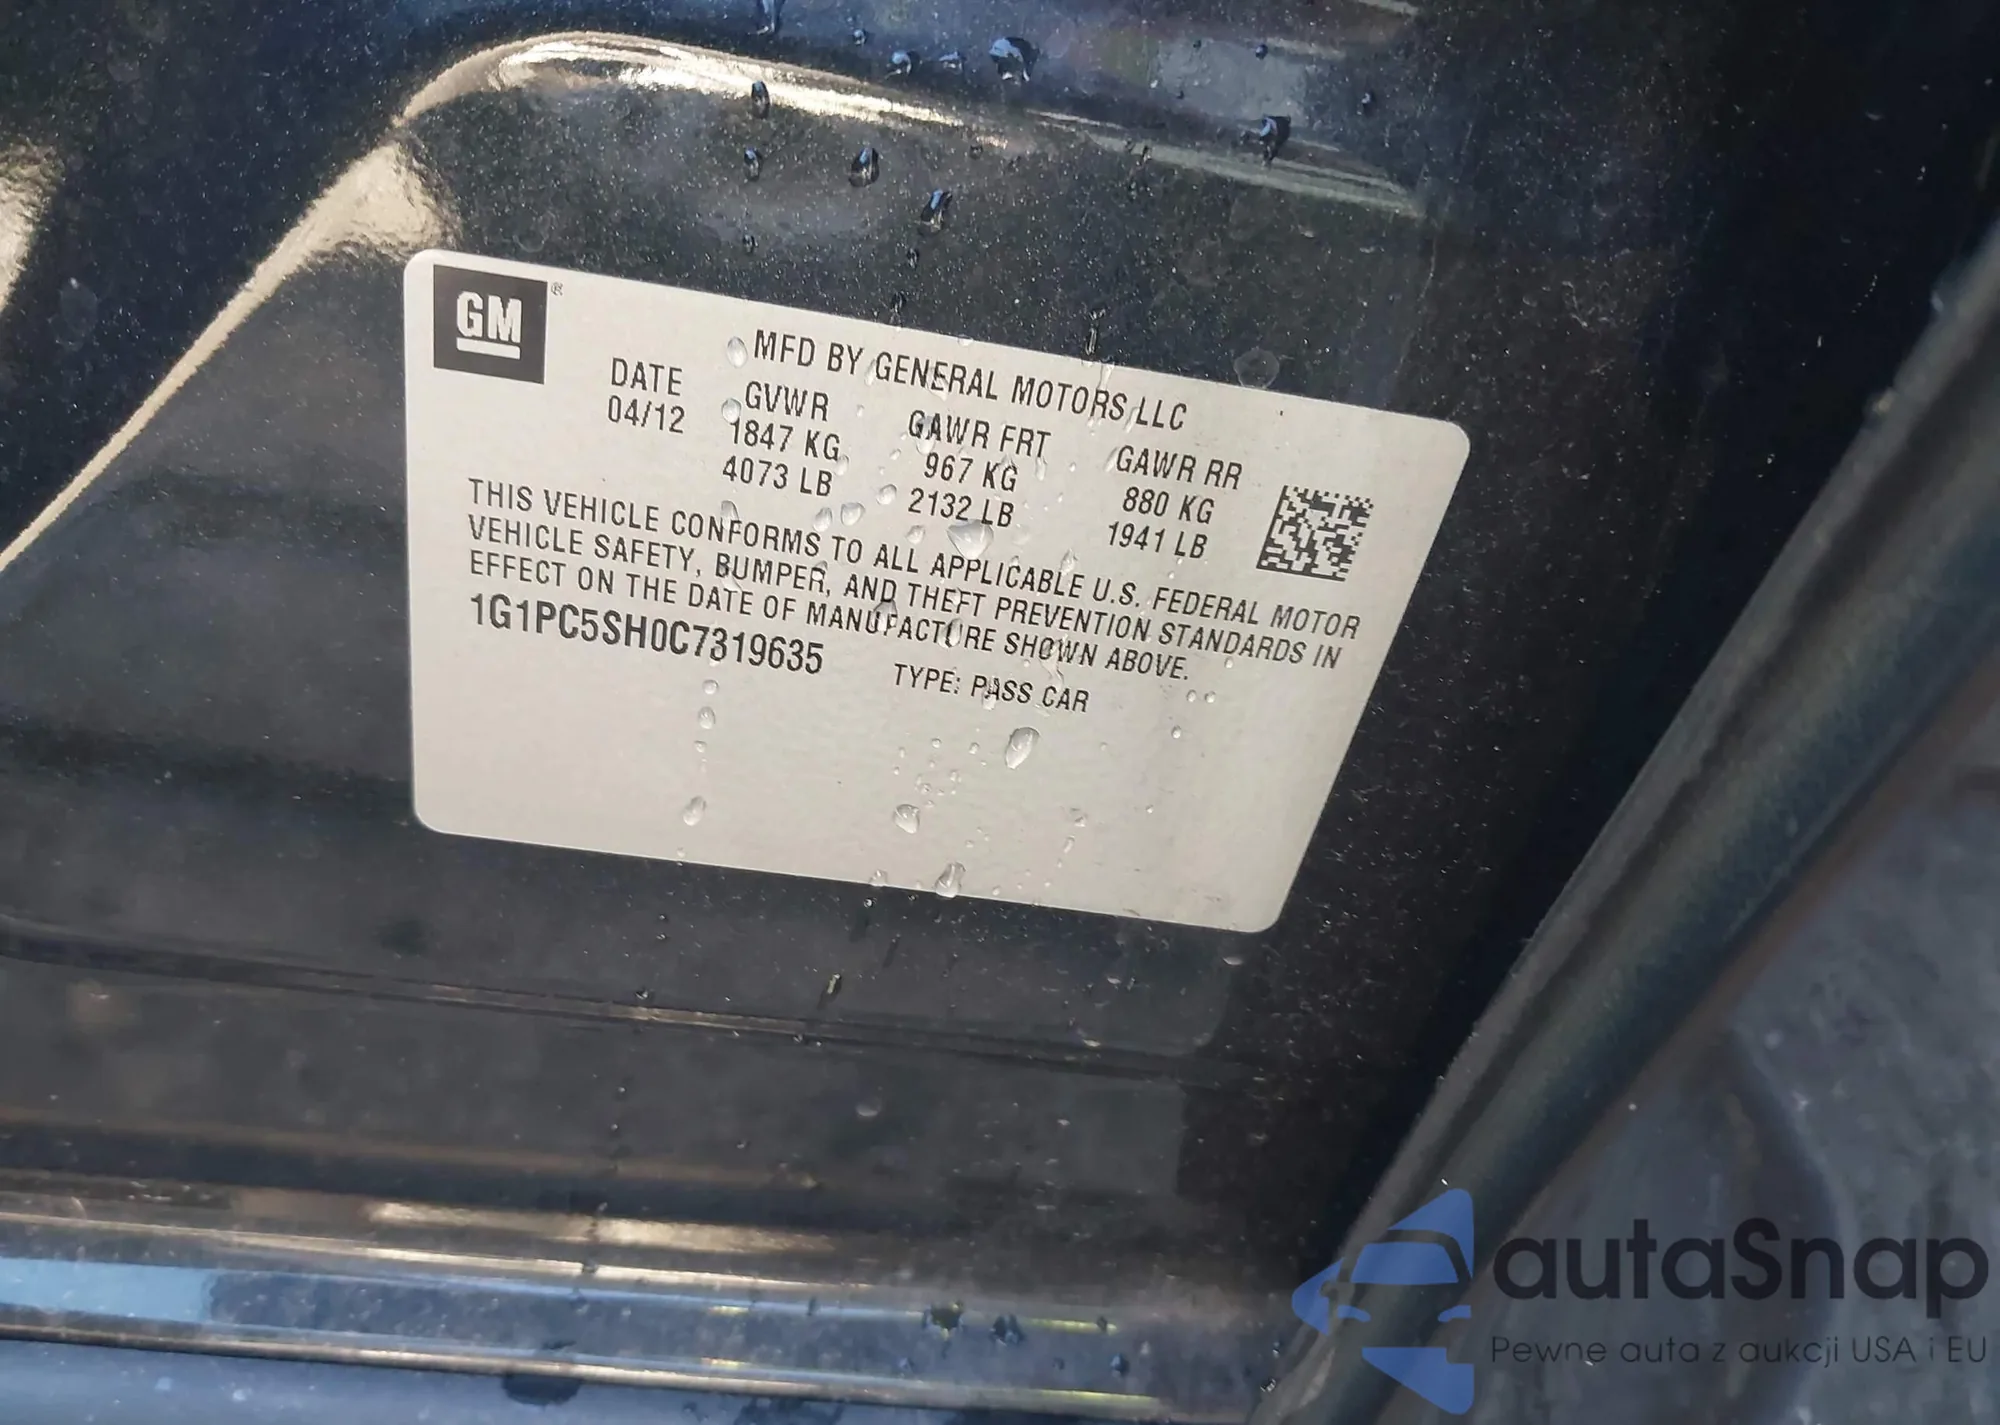 GM®
MFD BY GENERAL MOTORS LLC
DATE GVWR GAWR FRT GAWR RR
04/12 1847 KG 967 KG 880 KG
4073 LB 2132 LB 1941 LB
THIS VEHICLE CONFORMS TO ALL APPLICABLE U.S. FEDERAL MOTOR
VEHICLE SAFETY, BUMPER, AND THEFT PREVENTION STANDARDS IN
EFFECT ON THE DATE OF MANUFACTURE SHOWN ABOVE.
1G1PC5SH0C7319635 TYPE: PASS CAR
autaSnap
Pewne auta z aukcji USA i EU